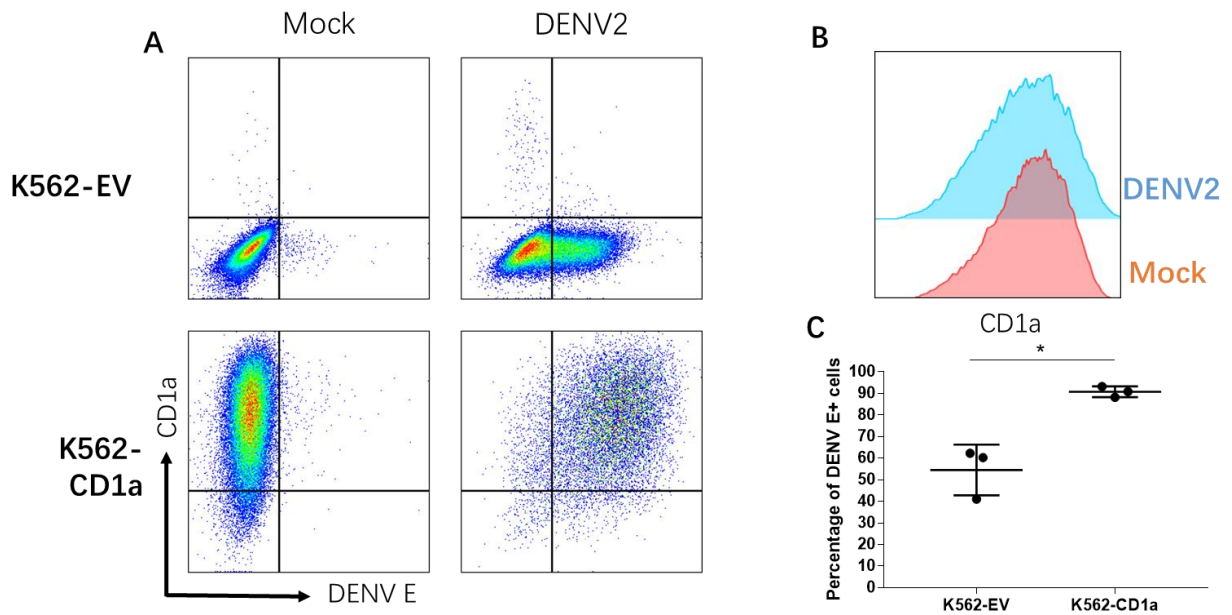 A
Mock
DENV2
K562-EV
K562-
CD1a
CD1a
DENV E
B
DENV2
Mock
CD1a
C
*
Percentage of DENV E+ cells
100
90
80
70
60
50
40
30
20
10
0
K562-EV
K562-CD1a